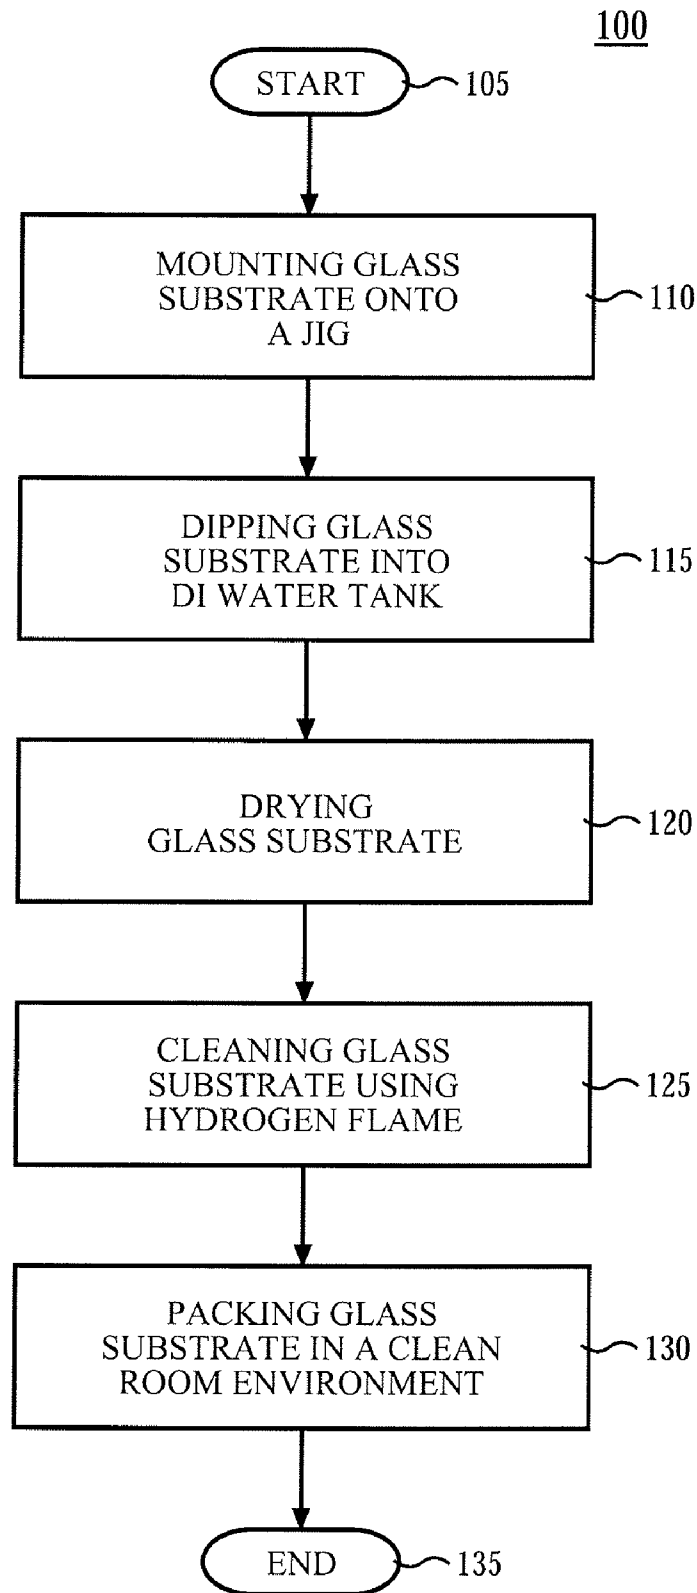 100
START
105
MOUNTING GLASS
SUBSTRATE ONTO
A JIG
110
DIPPING GLASS
SUBSTRATE INTO
DI WATER TANK
115
DRYING
GLASS SUBSTRATE
120
CLEANING GLASS
SUBSTRATE USING
HYDROGEN FLAME
125
PACKING GLASS
SUBSTRATE IN A CLEAN
ROOM ENVIRONMENT
130
END
135